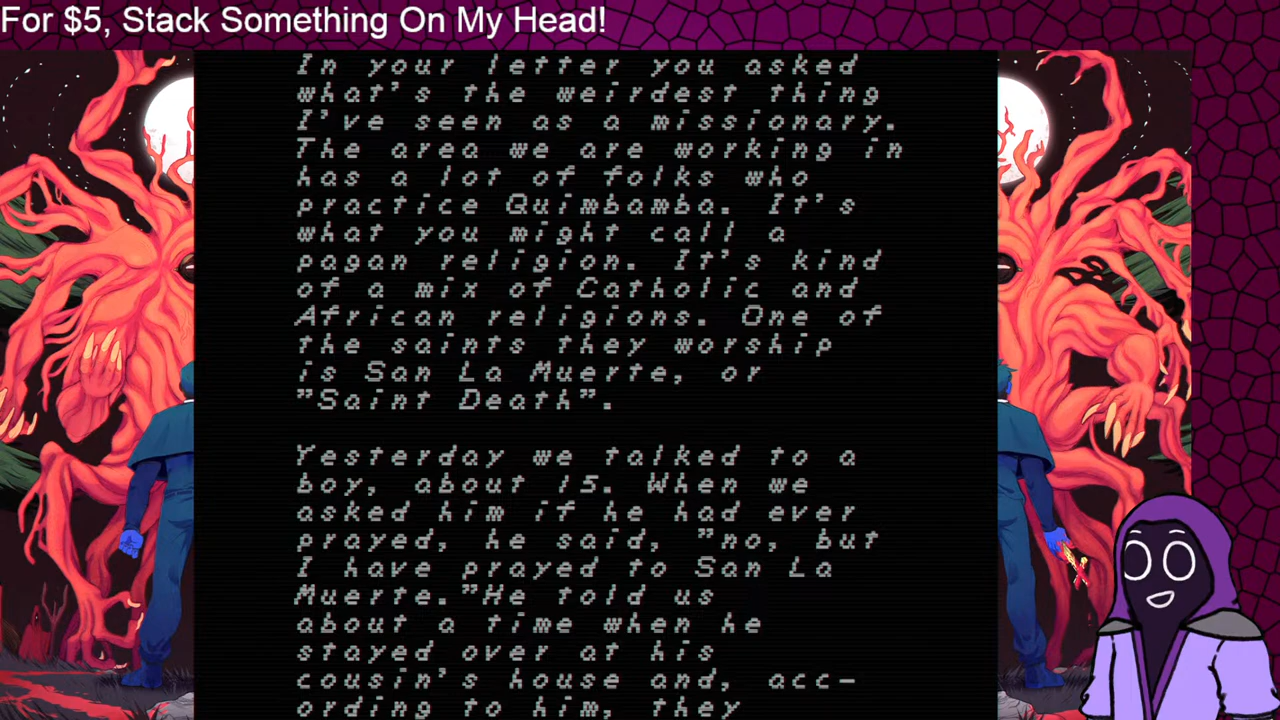 For $5, Stack Something On My Head!
In your letter you asked
what's the weirdest thing
I've seen as a missionary.
The area we are working in
has a lot of folks who
practice Quimbamba. It's
what you might call a
pagan religion. It's kind
of a mix of Catholic and
African religions. One of
the saints they worship
is San La Muerte, or
"Saint Death".
Yesterday we talked to a
boy, about 15. When we
asked him if he had ever
prayed, he said, "no, but
I have prayed to San La
Muerte."He told us
about a time when he
stayed over at his
cousin's house and, acc-
ording to him, they